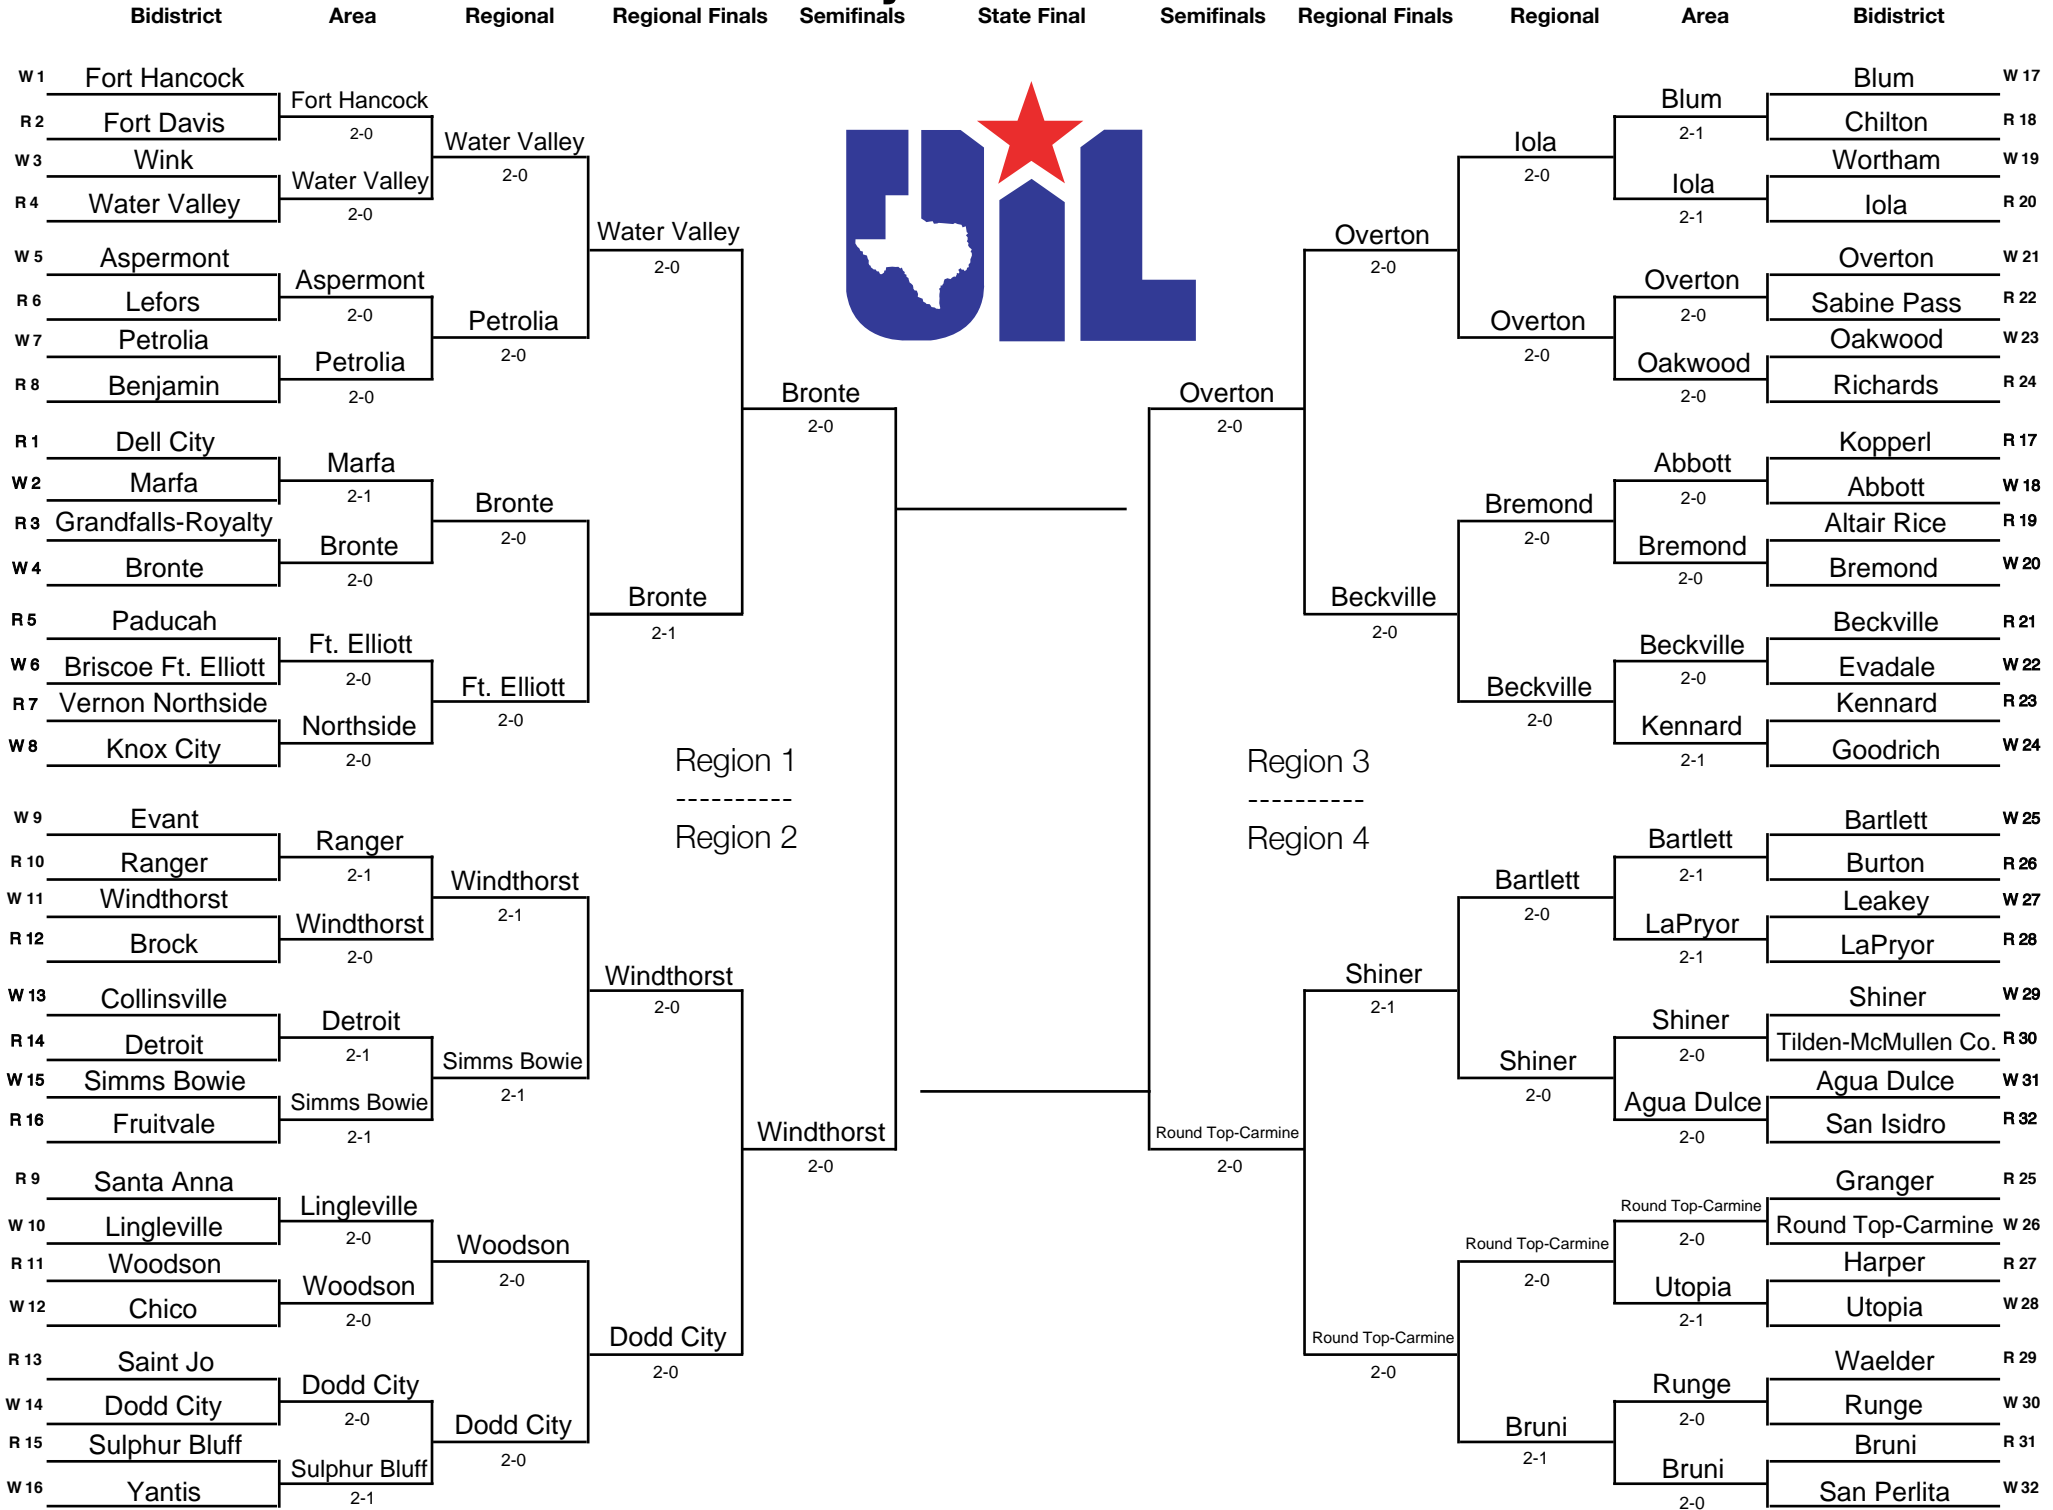 Bidistrict Area Regional Regional Finals Semifinals State Final Semifinals Regional Finals Regional Area Bidistrict
W 1 Fort Hancock
Fort Hancock
2-0
R 2 Fort Davis
Water Valley
2-0
W 3 Wink
Water Valley
2-0
R 4 Water Valley
Water Valley
2-0
W 5 Aspermont
Aspermont
2-0
R 6 Lefors
Petrolia
2-0
W 7 Petrolia
Petrolia
2-0
R 8 Benjamin
Bronte
2-0
R 1 Dell City
Marfa
2-1
W 2 Marfa
Bronte
2-0
R 3 Grandfalls-Royalty
Bronte
2-0
W 4 Bronte
Bronte
2-1
R 5 Paducah
Ft. Elliott
2-0
W 6 Briscoe Ft. Elliott
Ft. Elliott
2-0
R 7 Vernon Northside
Northside
2-0
W 8 Knox City
Region 1
----------
Region 2
W 9 Evant
Ranger
2-1
R 10 Ranger
Windthorst
2-1
W 11 Windthorst
Windthorst
2-0
R 12 Brock
Windthorst
2-0
W 13 Collinsville
Detroit
2-1
R 14 Detroit
Simms Bowie
2-1
W 15 Simms Bowie
Simms Bowie
2-1
R 16 Fruitvale
Windthorst
2-0
R 9 Santa Anna
Lingleville
2-0
W 10 Lingleville
Woodson
2-0
R 11 Woodson
Woodson
2-0
W 12 Chico
Dodd City
2-0
R 13 Saint Jo
Dodd City
2-0
W 14 Dodd City
Dodd City
2-0
R 15 Sulphur Bluff
Sulphur Bluff
2-1
W 16 Yantis
UIL
Blum W 17
Blum
2-1
Chilton R 18
Iola
2-0
Wortham W 19
Iola
2-1
Iola R 20
Overton
2-0
Overton W 21
Overton
2-0
Sabine Pass R 22
Overton
2-0
Oakwood W 23
Oakwood
2-0
Richards R 24
Overton
2-0
Kopperl R 17
Abbott
2-0
Abbott W 18
Bremond
2-0
Altair Rice R 19
Bremond
2-0
Bremond W 20
Beckville
2-0
Beckville R 21
Beckville
2-0
Evadale W 22
Beckville
2-0
Kennard R 23
Kennard
2-1
Goodrich W 24
Region 3
----------
Region 4
Bartlett W 25
Bartlett
2-1
Burton R 26
Bartlett
2-0
Leakey W 27
LaPryor
2-1
LaPryor R 28
Shiner
2-1
Shiner W 29
Shiner
2-0
Tilden-McMullen Co. R 30
Shiner
2-0
Agua Dulce W 31
Agua Dulce
2-0
San Isidro R 32
Round Top-Carmine
2-0
Granger R 25
Round Top-Carmine
2-0
Round Top-Carmine W 26
Round Top-Carmine
2-0
Harper R 27
Utopia
2-1
Utopia W 28
Round Top-Carmine
2-0
Waelder R 29
Runge
2-0
Runge W 30
Bruni
2-1
Bruni R 31
Bruni
2-0
San Perlita W 32